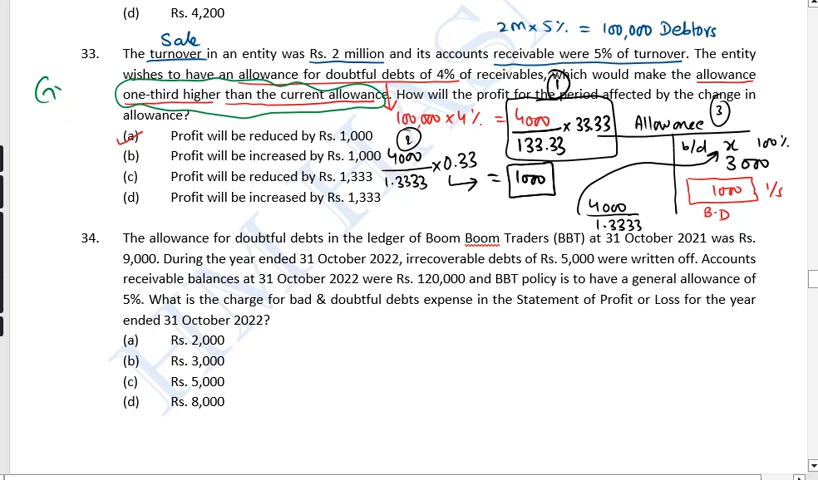 (d) Rs. 4,200
2m x 5% = 100,000 Debtors
Sale
33. The turnover in an entity was Rs. 2 million and its accounts receivable were 5% of turnover. The entity
wishes to have an allowance for doubtful debts of 4% of receivables, which would make the allowance
one-third higher than the current allowance. How will the profit for the period affected by the change in
allowance?
(a) Profit will be reduced by Rs. 1,000
(b) Profit will be increased by Rs. 1,000
(c) Profit will be reduced by Rs. 1,333
(d) Profit will be increased by Rs. 1,333
G
1
100,000 x 4% = 4000 x 33.33
133.33
2
4000 x 0.33
1.3333
= 1000
Allowance 3
b/d x 100%
3000
1000 I/S
B.D
4000
1.3333
34. The allowance for doubtful debts in the ledger of Boom Boom Traders (BBT) at 31 October 2021 was Rs.
9,000. During the year ended 31 October 2022, irrecoverable debts of Rs. 5,000 were written off. Accounts
receivable balances at 31 October 2022 were Rs. 120,000 and BBT policy is to have a general allowance of
5%. What is the charge for bad & doubtful debts expense in the Statement of Profit or Loss for the year
ended 31 October 2022?
(a) Rs. 2,000
(b) Rs. 3,000
(c) Rs. 5,000
(d) Rs. 8,000